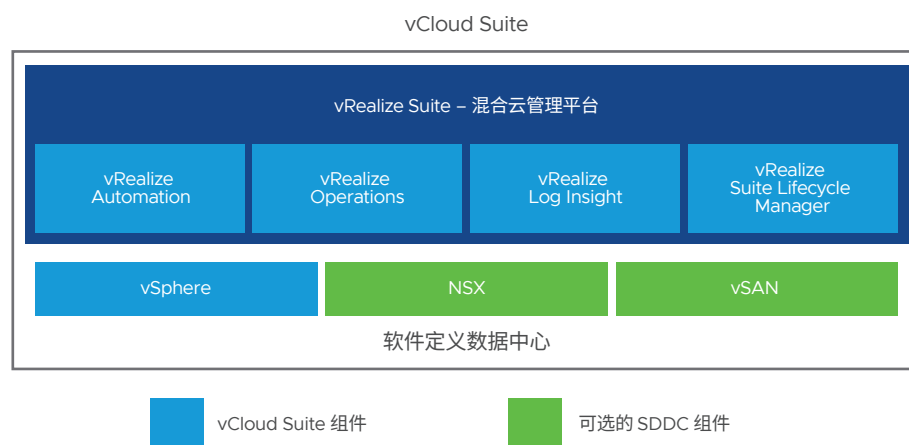 vCloud Suite
vRealize Suite – 混合云管理平台
vRealize
Automation
vRealize
Operations
vRealize
Log Insight
vRealize
Suite Lifecycle
Manager
vSphere
NSX
vSAN
软件定义数据中心
vCloud Suite 组件
可选的 SDDC 组件